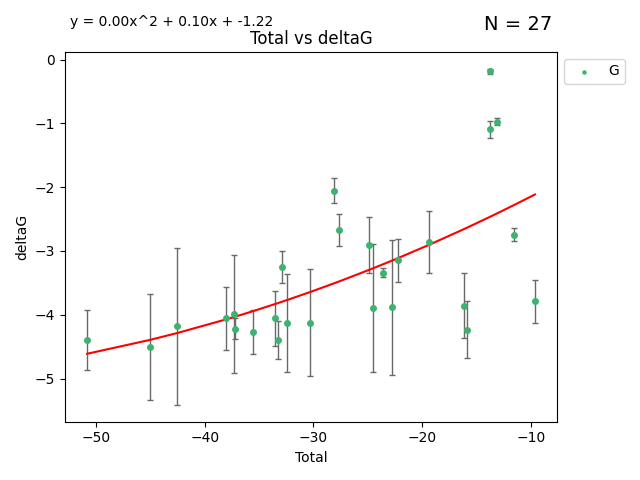 y = 0.00x^2 + 0.10x + -1.22
N = 27
Total vs deltaG
G
0
−1
−2
−3
−4
−5
deltaG
−50 −40 −30 −20 −10
Total